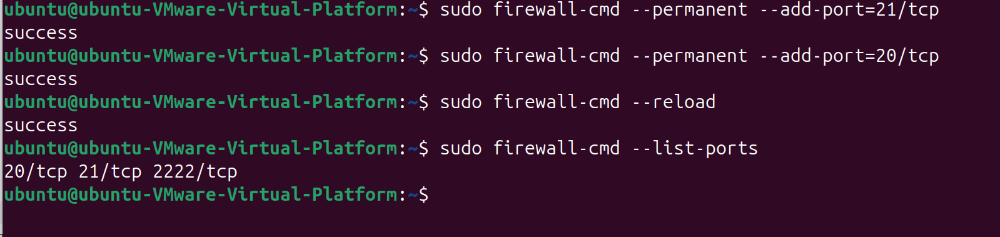 ubuntu@ubuntu-VMware-Virtual-Platform:~$ sudo firewall-cmd --permanent --add-port=21/tcp
success
ubuntu@ubuntu-VMware-Virtual-Platform:~$ sudo firewall-cmd --permanent --add-port=20/tcp
success
ubuntu@ubuntu-VMware-Virtual-Platform:~$ sudo firewall-cmd --reload
success
ubuntu@ubuntu-VMware-Virtual-Platform:~$ sudo firewall-cmd --list-ports
20/tcp 21/tcp 2222/tcp
ubuntu@ubuntu-VMware-Virtual-Platform:~$